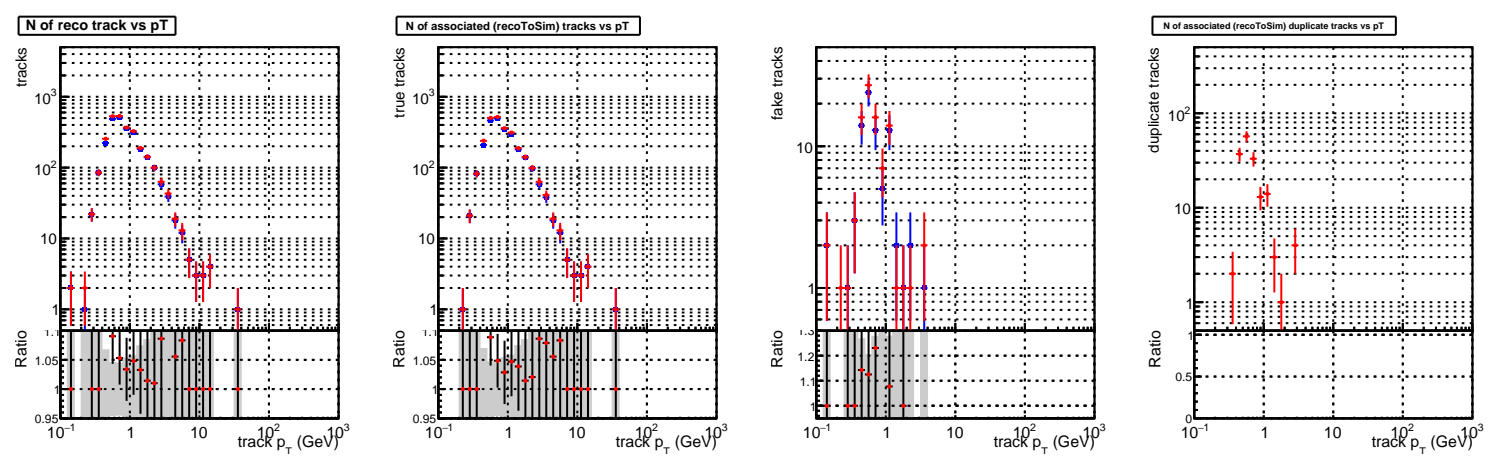 N of reco track vs pT
tracks
10³
10²
10
1
Ratio
1.1
1.05
1
0.95
10⁻¹ 1 10 10² 10³
track p_T (GeV)
N of associated (recoToSim) tracks vs pT
true tracks
10³
10²
10
1
Ratio
1.1
1.05
1
0.95
10⁻¹ 1 10 10² 10³
track p_T (GeV)
fake tracks
10
1
Ratio
1.3
1.2
1.1
1
10⁻¹ 1 10 10² 10³
track p_T (GeV)
N of associated (recoToSim) duplicate tracks vs pT
duplicate tracks
10²
10
1
Ratio
1
0.5
0
10⁻¹ 1 10 10² 10³
track p_T (GeV)